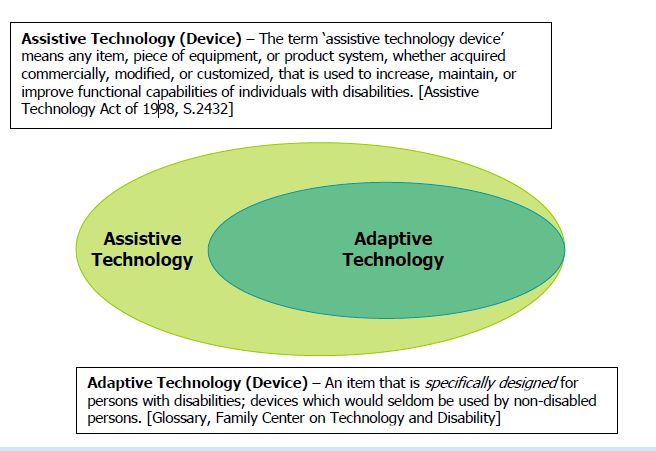 Assistive Technology (Device) – The term ‘assistive technology device’
means any item, piece of equipment, or product system, whether acquired
commercially, modified, or customized, that is used to increase, maintain, or
improve functional capabilities of individuals with disabilities. [Assistive
Technology Act of 1998, S.2432]
Assistive
Technology
Adaptive
Technology
Adaptive Technology (Device) – An item that is specifically designed for
persons with disabilities; devices which would seldom be used by non-disabled
persons. [Glossary, Family Center on Technology and Disability]